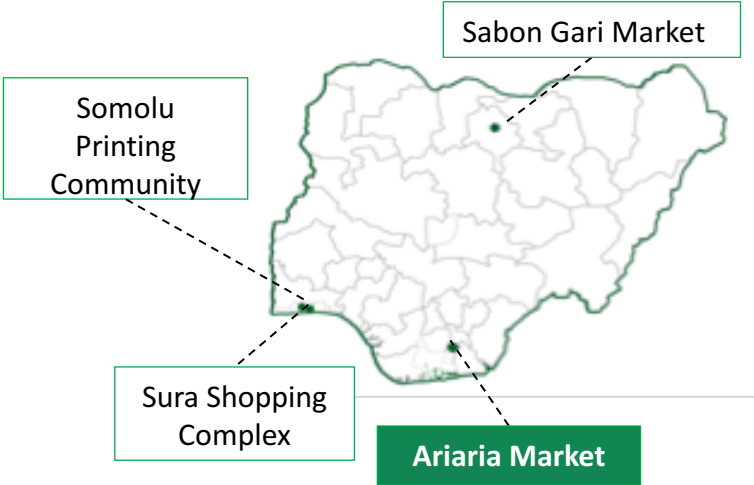 Sabon Gari Market
Somolu
Printing
Community
Sura Shopping
Complex
Ariaria Market